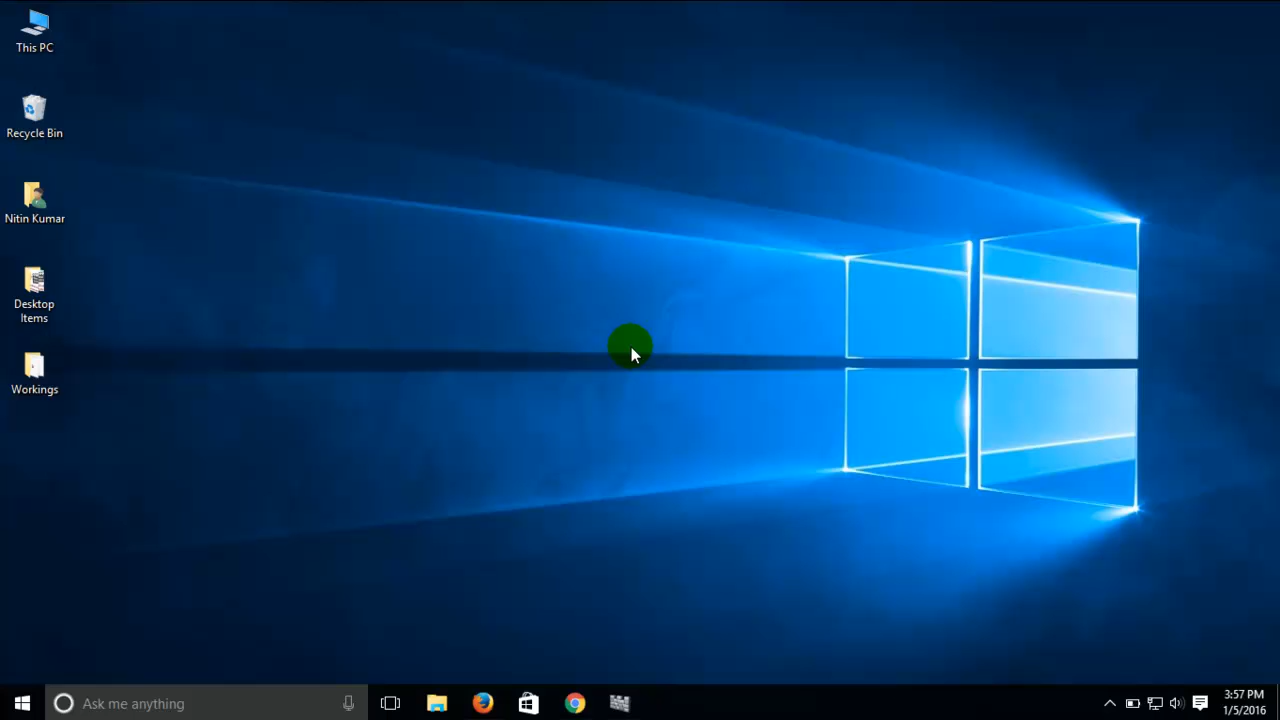 This PC
Recycle Bin
Nitin Kumar
Desktop
Items
Workings
Ask me anything
3:57 PM
1/5/2016